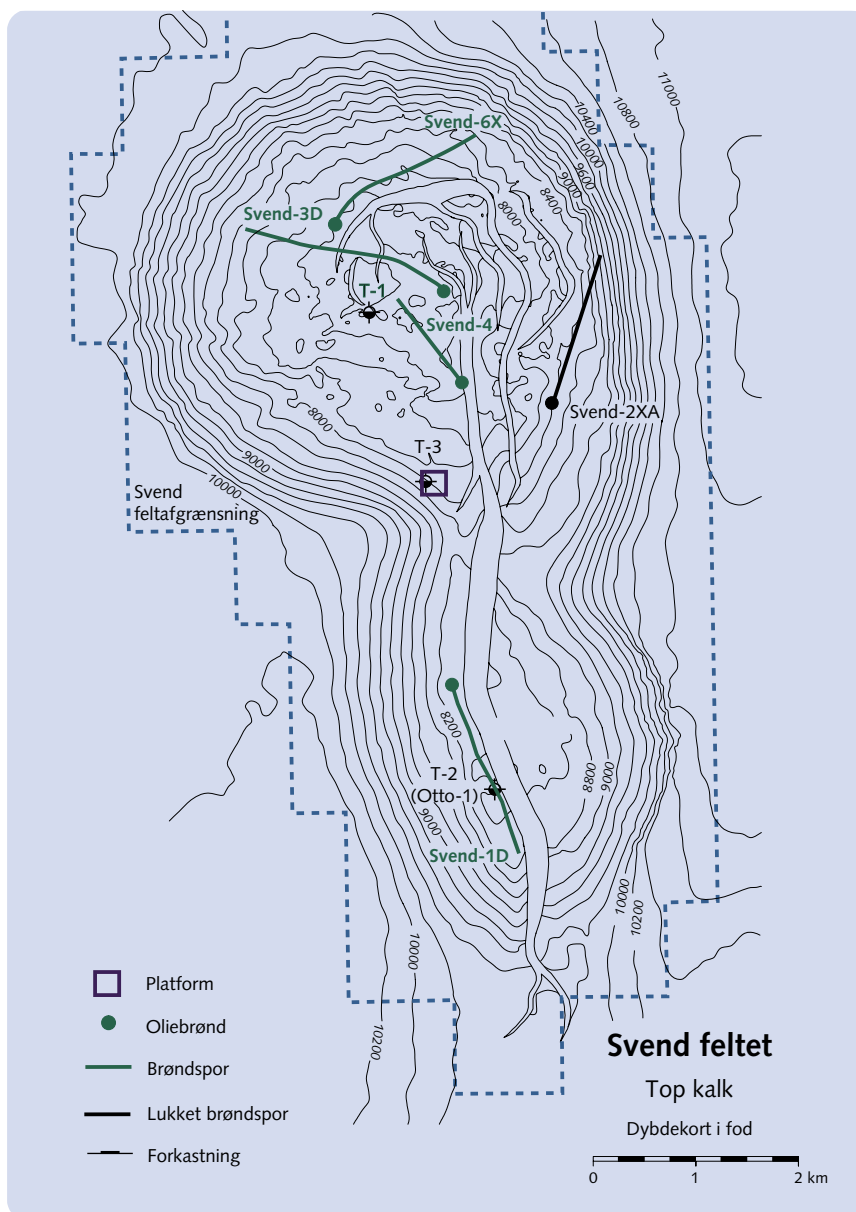 11000
10800
10400
10000
9600
9000
8400
8000
Svend-6X
Svend-3D
T-1
Svend-4
Svend-2XA
8000
9000
10000
T-3
Svend
feltafgrænsning
8200
T-2
(Otto-1)
8800
9000
9000
Svend-1D
10000
10200
10000
10200
Platform
Oliebrønd
Brøndspor
Lukket brøndspor
Forkastning
Svend feltet
Top kalk
Dybdekort i fod
0 1 2 km